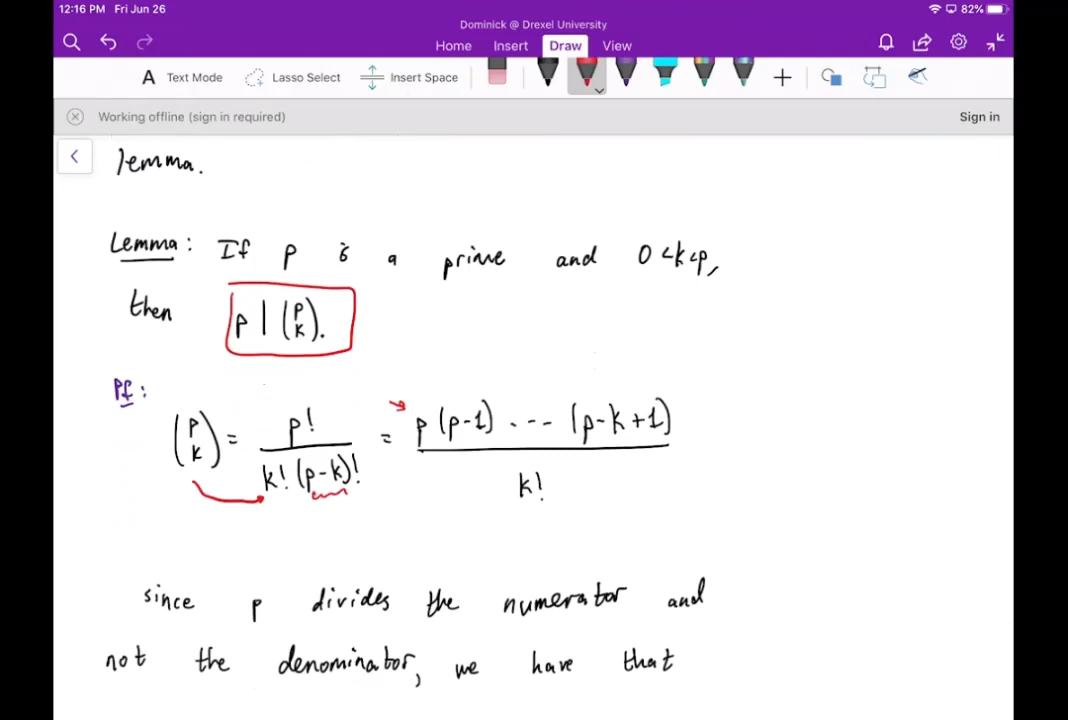 12:16 PM Fri Jun 26
82%
Dominick @ Drexel University
Home Insert Draw View
Text Mode Lasso Select Insert Space
Working offline (sign in required) Sign in
lemma.
Lemma: If p is a prime and 0<k<p,
then p | (p k).
Pf:
(p k) = p! / k!(p-k)! = p(p-1) ..... (p-k+1) / k!
since p divides the numerator and
not the denominator, we have that